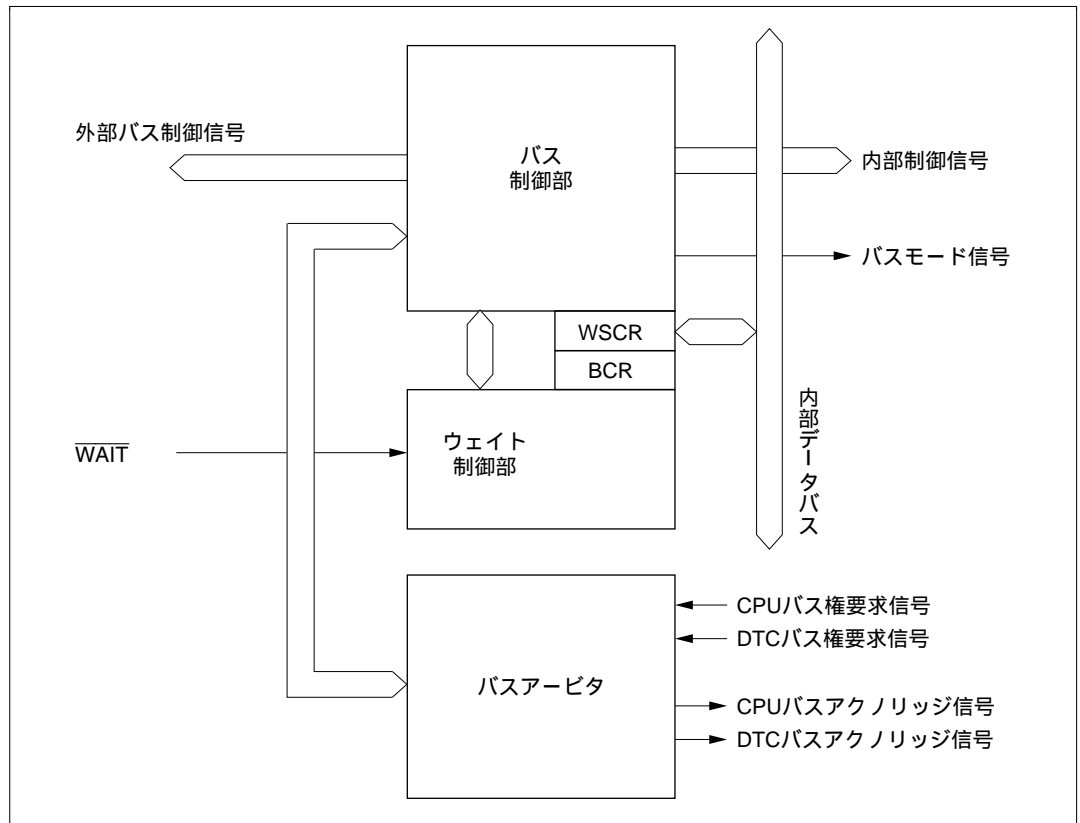 外部バス制御信号
バス
制御部
内部制御信号
バスモード信号
WSCR
BCR
内部データバス
WAIT
ウェイト
制御部
CPUバス権要求信号
DTCバス権要求信号
バスアービタ
CPUバスアクノリッジ信号
DTCバスアクノリッジ信号